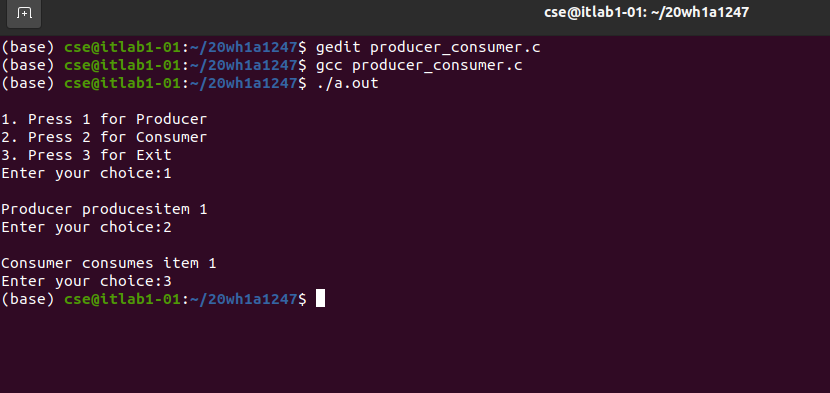 cse@itlab1-01: ~/20wh1a1247
(base) cse@itlab1-01:~/20wh1a1247$ gedit producer_consumer.c
(base) cse@itlab1-01:~/20wh1a1247$ gcc producer_consumer.c
(base) cse@itlab1-01:~/20wh1a1247$ ./a.out
1. Press 1 for Producer
2. Press 2 for Consumer
3. Press 3 for Exit
Enter your choice:1
Producer producesitem 1
Enter your choice:2
Consumer consumes item 1
Enter your choice:3
(base) cse@itlab1-01:~/20wh1a1247$